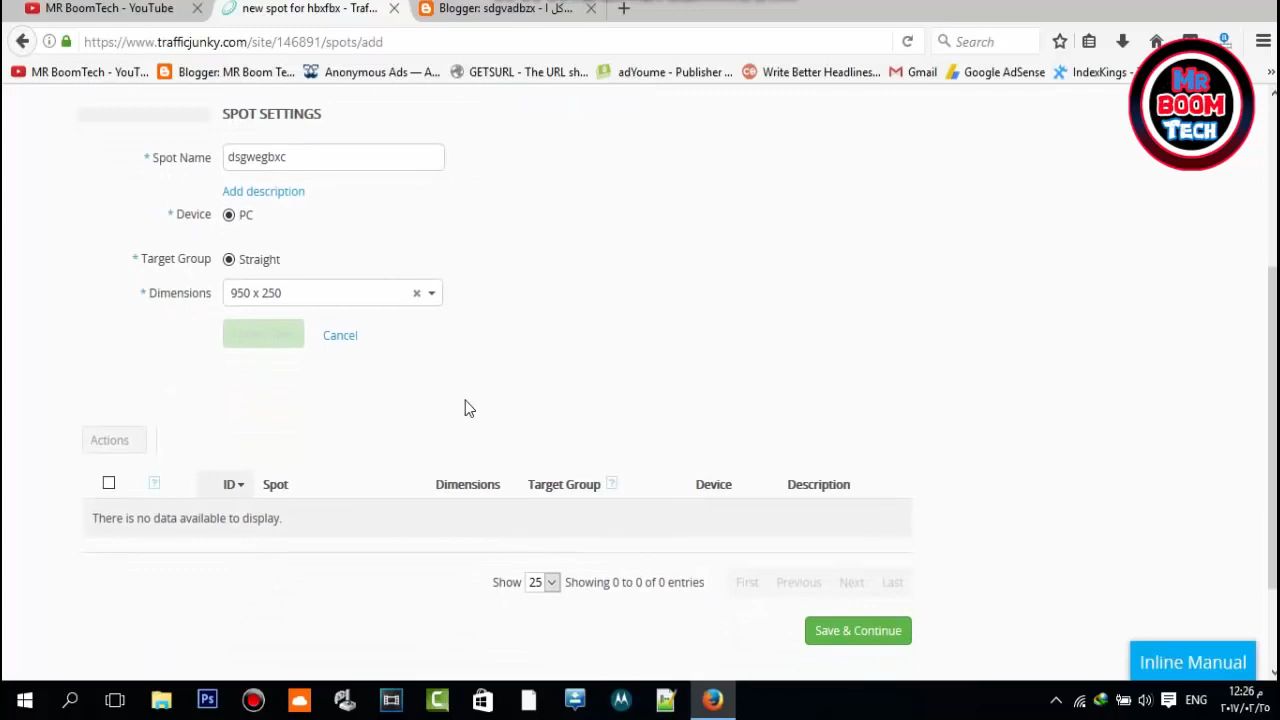 MR BoomTech - YouTube
new spot for hbxfbx - Traf...
Blogger: sdgvadbzx - كل ا...
https://www.trafficjunky.com/site/146891/spots/add
Search
MR BoomTech - YouT...
Blogger: MR Boom Te...
Anonymous Ads — A...
GETSURL - The URL sh...
adYoume - Publisher ...
Write Better Headlines...
Gmail
Google AdSense
IndexKings -
MR
BOOM
TECH
SPOT SETTINGS
* Spot Name
dsgwegbxc
Add description
* Device
PC
* Target Group
Straight
* Dimensions
950 x 250
Cancel
Actions
ID
Spot
Dimensions
Target Group
Device
Description
There is no data available to display.
Show 25 Showing 0 to 0 of 0 entries
First Previous Next Last
Save & Continue
Inline Manual
ENG
12:26 م
٢٠١٧/٠٢/٢٥